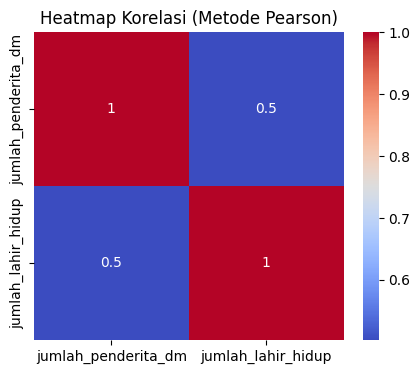 Heatmap Korelasi (Metode Pearson)
jumlah_penderita_dm
jumlah_lahir_hidup
1
0.5
0.5
1
jumlah_penderita_dm
jumlah_lahir_hidup
1.0
0.9
0.8
0.7
0.6